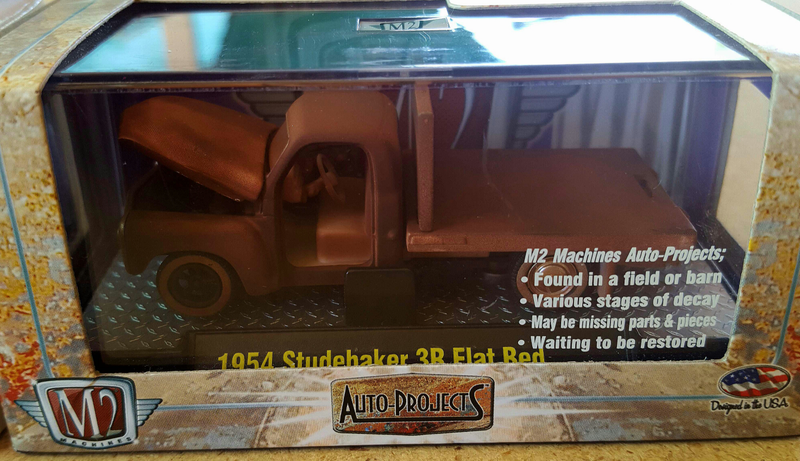 M2
M2 Machines Auto-Projects;
• Found in a field or barn
• Various stages of decay
• May be missing parts & pieces
• Waiting to be restored
1954 Studebaker 3R Flat Bed
M2
MACHINES
AUTO-PROJECTS
Designed in the USA